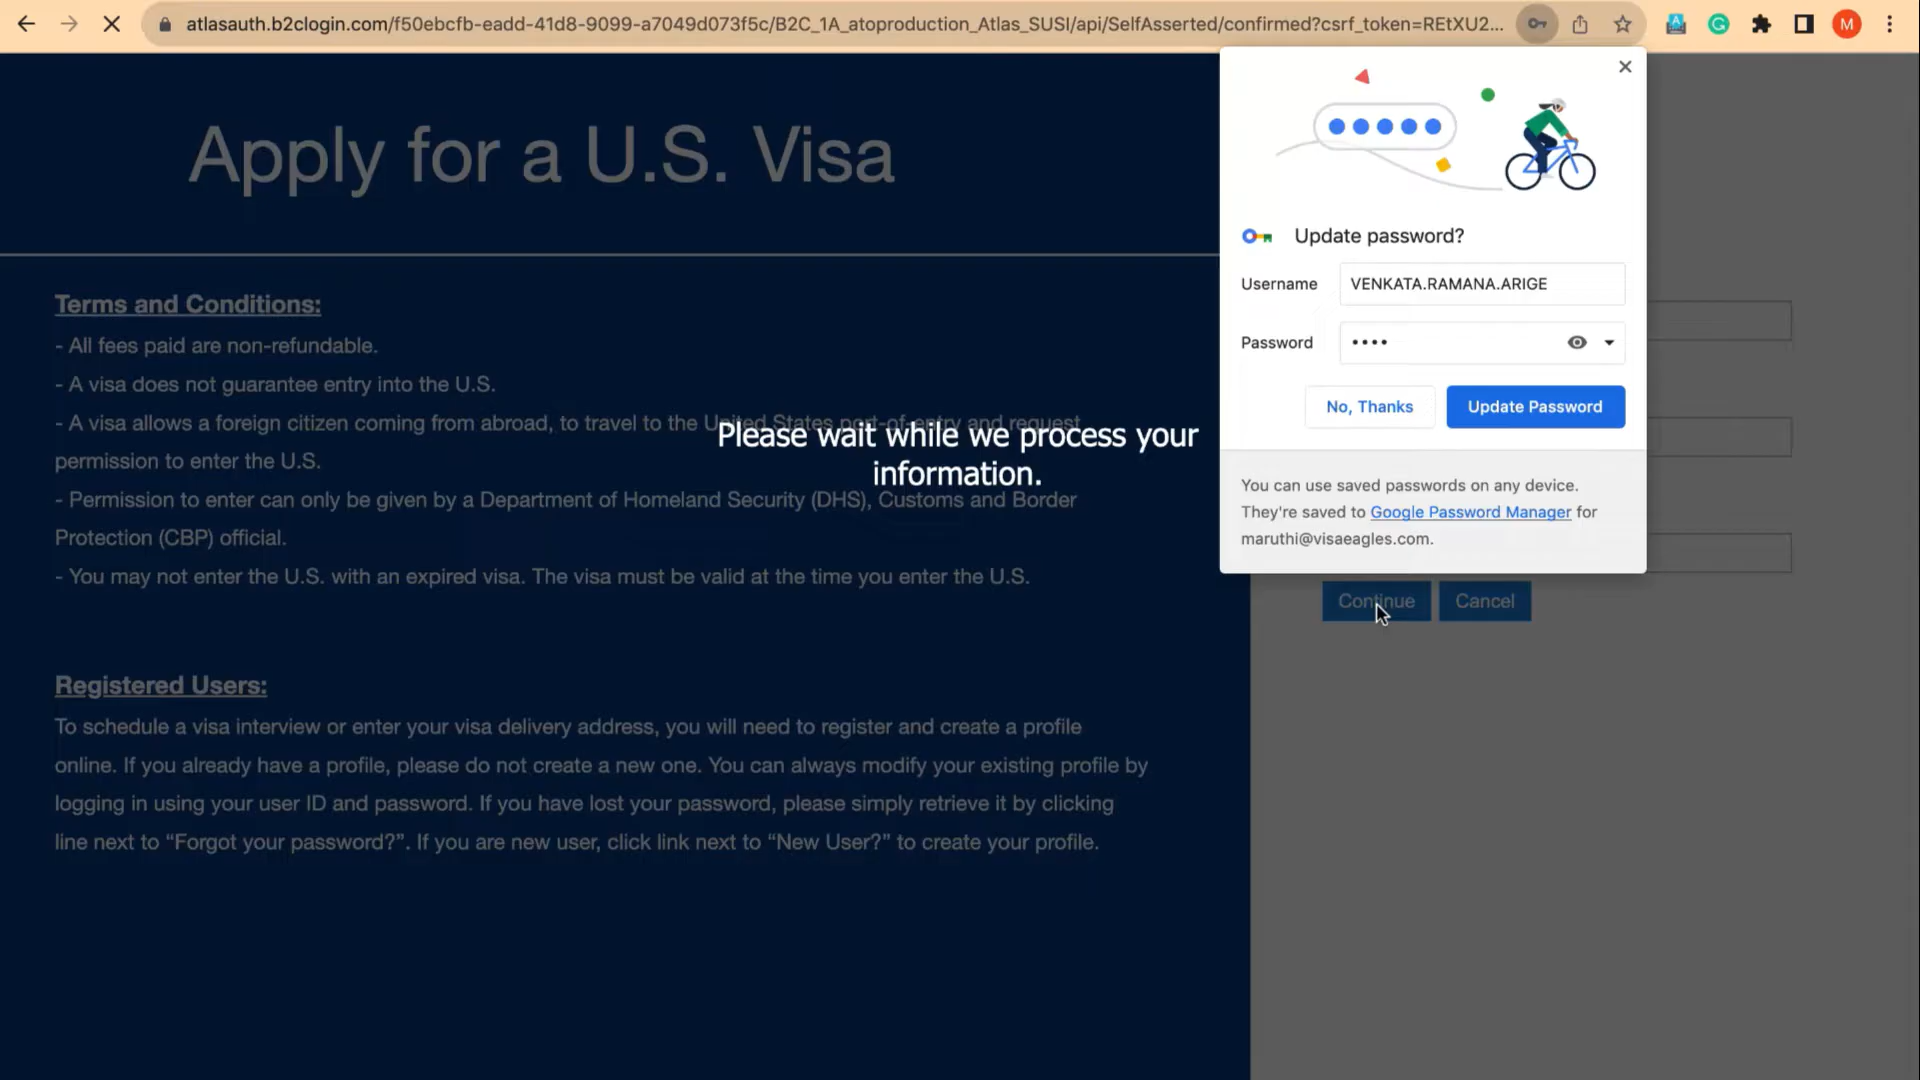 atlasauth.b2clogin.com/f50ebcfb-eadd-41d8-9099-a7049d073f5c/B2C_1A_atoproduction_Atlas_SUSI/api/SelfAsserted/confirmed?csrf_token=REtXU2...
M
Apply for a U.S. Visa
Terms and Conditions:
- All fees paid are non-refundable.
- A visa does not guarantee entry into the U.S.
- A visa allows a foreign citizen coming from abroad, to travel to the United States port-of-entry and request
permission to enter the U.S.
- Permission to enter can only be given by a Department of Homeland Security (DHS), Customs and Border
Protection (CBP) official.
- You may not enter the U.S. with an expired visa. The visa must be valid at the time you enter the U.S.
Registered Users:
To schedule a visa interview or enter your visa delivery address, you will need to register and create a profile
online. If you already have a profile, please do not create a new one. You can always modify your existing profile by
logging in using your user ID and password. If you have lost your password, please simply retrieve it by clicking
line next to “Forgot your password?”. If you are new user, click link next to “New User?” to create your profile.
Please wait while we process your
information.
Update password?
Username VENKATA.RAMANA.ARIGE
Password ••••
No, Thanks Update Password
You can use saved passwords on any device.
They're saved to Google Password Manager for
maruthi@visaeagles.com.
Continue Cancel